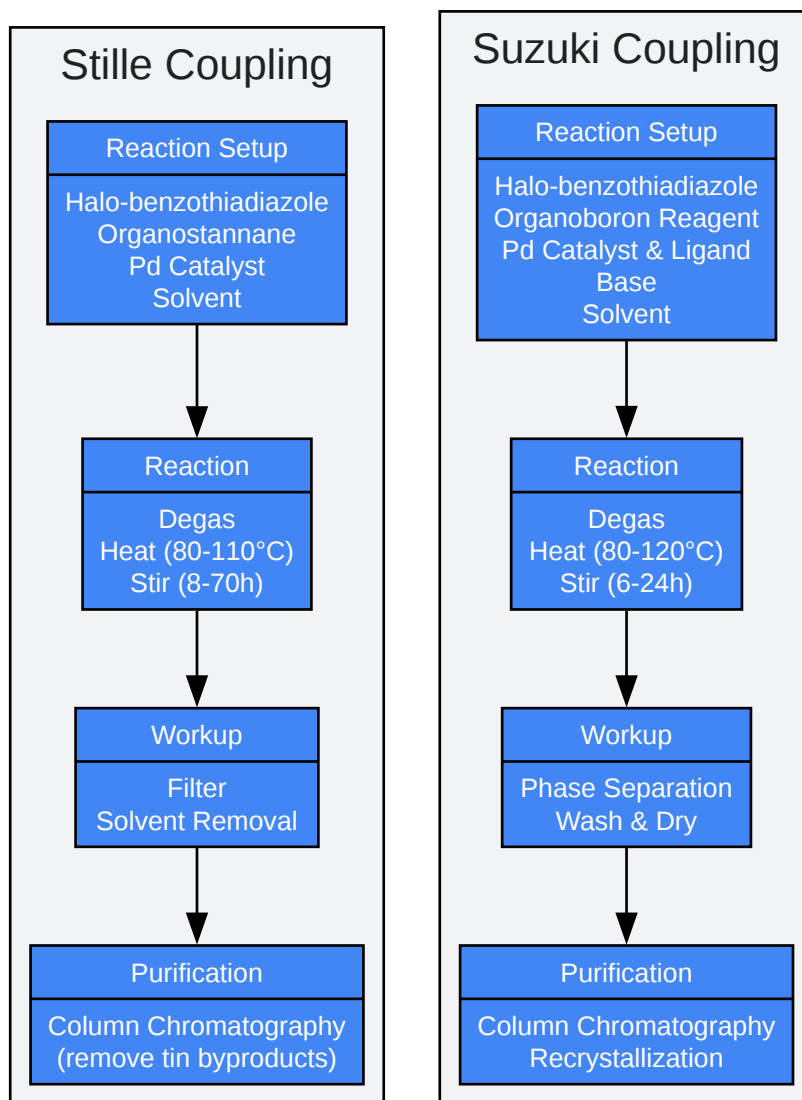 Stille Coupling
Reaction Setup
Halo-benzothiadiazole
Organostannane
Pd Catalyst
Solvent
Reaction
Degas
Heat (80-110°C)
Stir (8-70h)
Workup
Filter
Solvent Removal
Purification
Column Chromatography
(remove tin byproducts)
Suzuki Coupling
Reaction Setup
Halo-benzothiadiazole
Organoboron Reagent
Pd Catalyst & Ligand
Base
Solvent
Reaction
Degas
Heat (80-120°C)
Stir (6-24h)
Workup
Phase Separation
Wash & Dry
Purification
Column Chromatography
Recrystallization